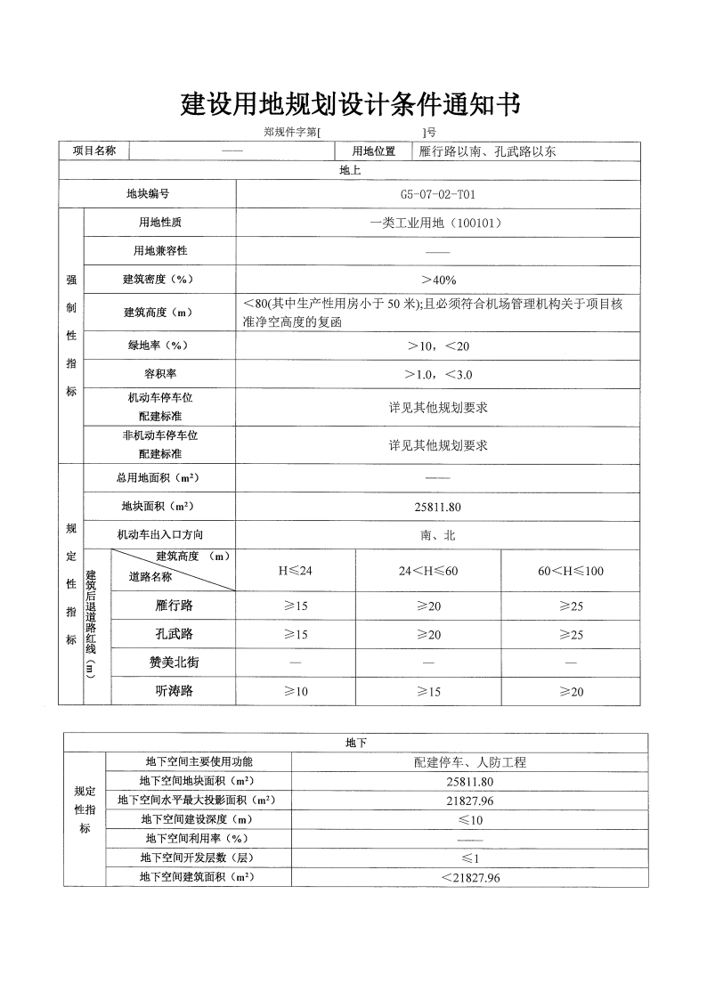 建设用地规划设计条件通知书
郑规件字第[ ]号
项目名称 —— 用地位置 雁行路以南、孔武路以东
地上
地块编号 G5-07-02-T01
强制性指标
用地性质 一类工业用地（100101）
用地兼容性 ——
建筑密度（%） ＞40%
建筑高度（m） ＜80(其中生产性用房小于 50 米);且必须符合机场管理机构关于项目核
准净空高度的复函
绿地率（%） ＞10，＜20
容积率 ＞1.0，＜3.0
机动车停车位
配建标准 详见其他规划要求
非机动车停车位
配建标准 详见其他规划要求
规定性指标
总用地面积（m²） ——
地块面积（m²） 25811.80
机动车出入口方向 南、北
建筑后退道路红线（m）
建筑高度 （m）
道路名称 H≤24 24＜H≤60 60＜H≤100
雁行路 ≥15 ≥20 ≥25
孔武路 ≥15 ≥20 ≥25
赞美北街 — — —
听涛路 ≥10 ≥15 ≥20
地下
规定
性指
标
地下空间主要使用功能 配建停车、人防工程
地下空间地块面积（m²） 25811.80
地下空间水平最大投影面积（m²） 21827.96
地下空间建设深度（m） ≤10
地下空间利用率（%） ——
地下空间开发层数（层） ≤1
地下空间建筑面积（m²） ＜21827.96